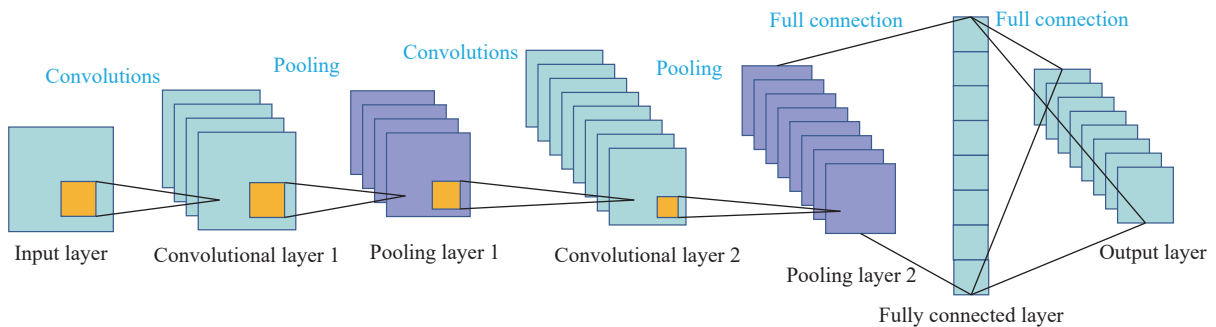 Full connection
Full connection
Convolutions
Pooling
Convolutions
Pooling
Input layer
Convolutional layer 1
Pooling layer 1
Convolutional layer 2
Pooling layer 2
Output layer
Fully connected layer